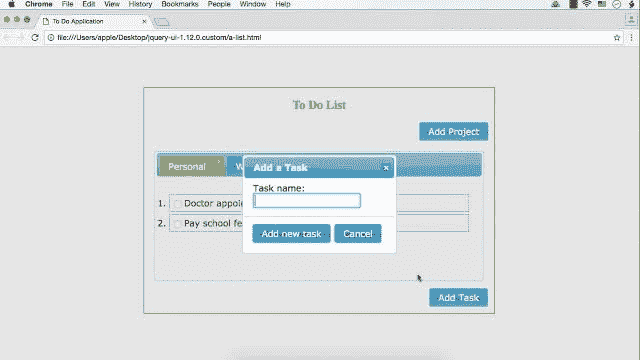 Chrome File Edit View History Bookmarks People Window Help
To Do Application
file:///Users/apple/Desktop/jquery-ui-1.12.0.custom/a-list.html
To Do List
Add Project
Personal W
Add a Task
Task name:
1. Doctor appoi
2. Pay school fe
Add new task Cancel
Add Task